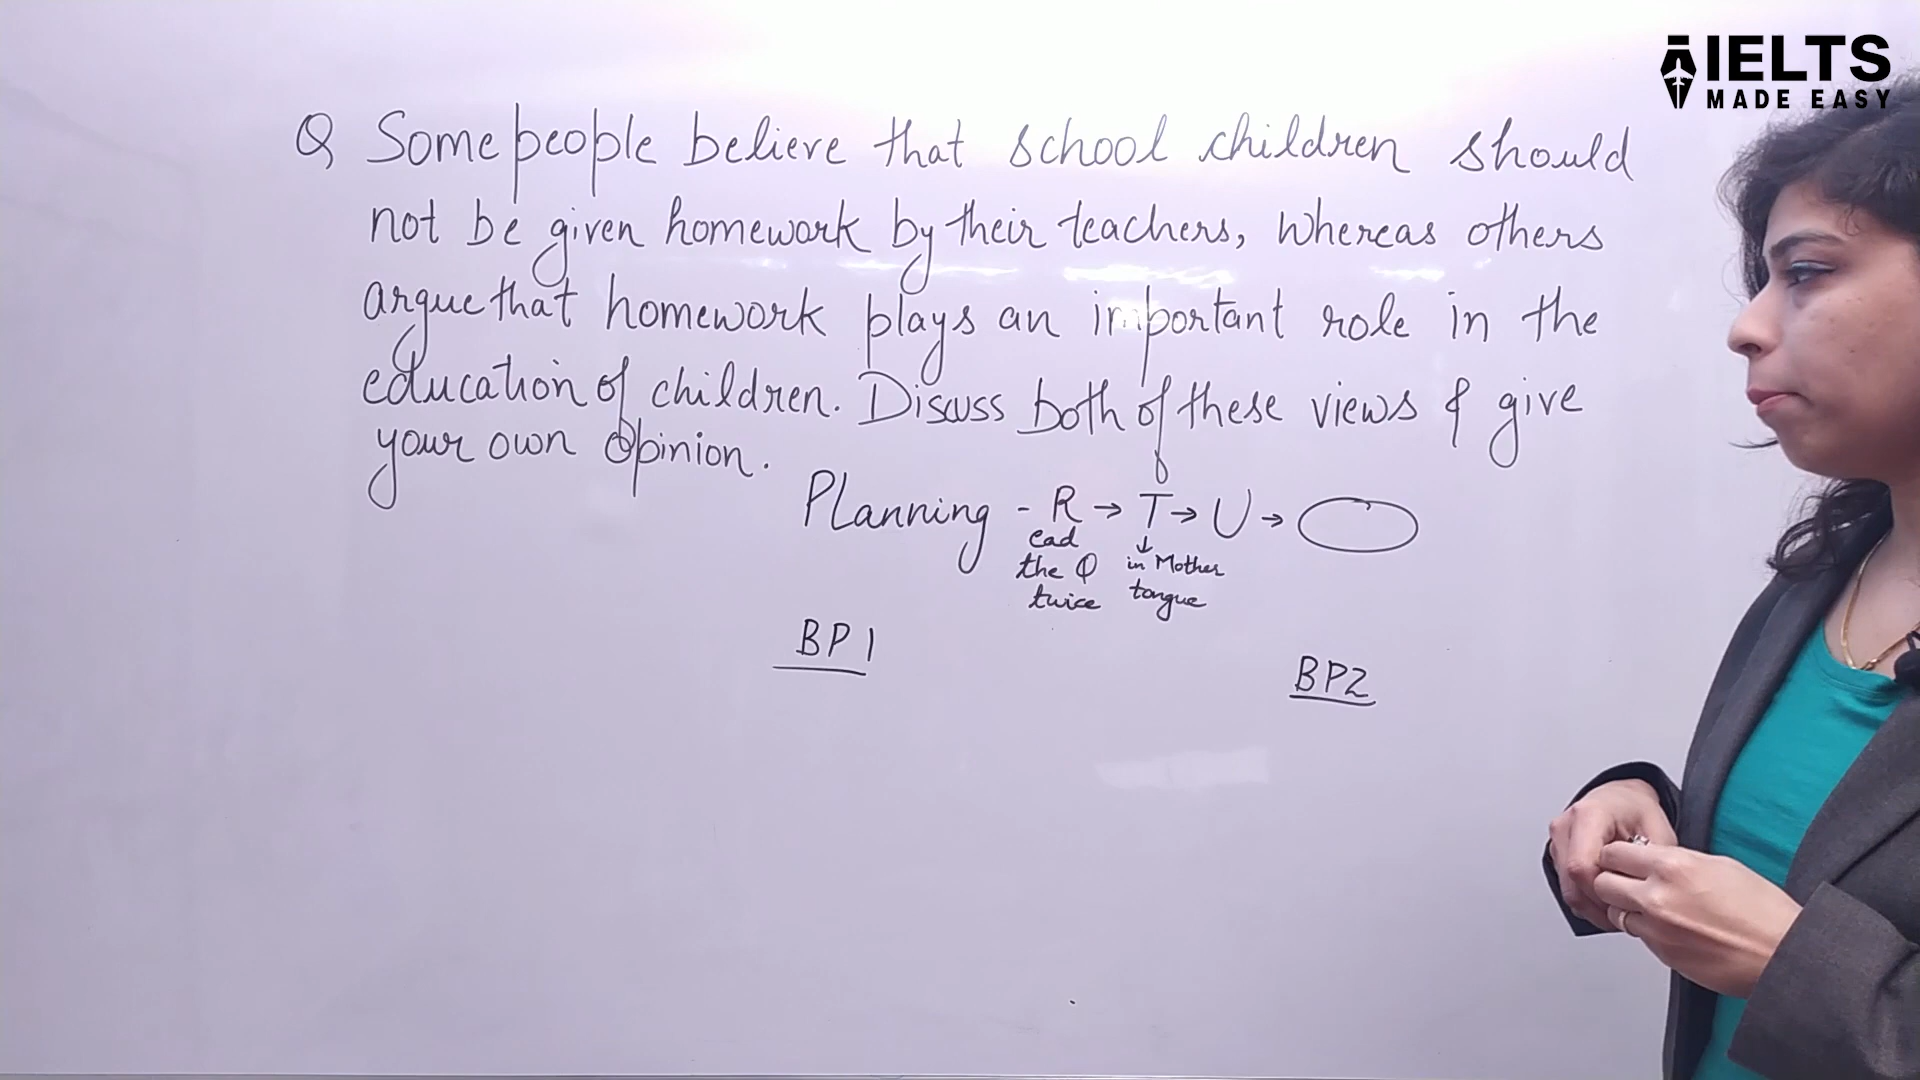 IELTS
MADE EASY
Q Some people believe that school children should
not be given homework by their teachers, whereas others
argue that homework plays an important role in the
education of children. Discuss both of these views & give
your own opinion.
Planning - R → T → U →
ead ↓
the Q in Mother
twice tongue
BP1
BP2